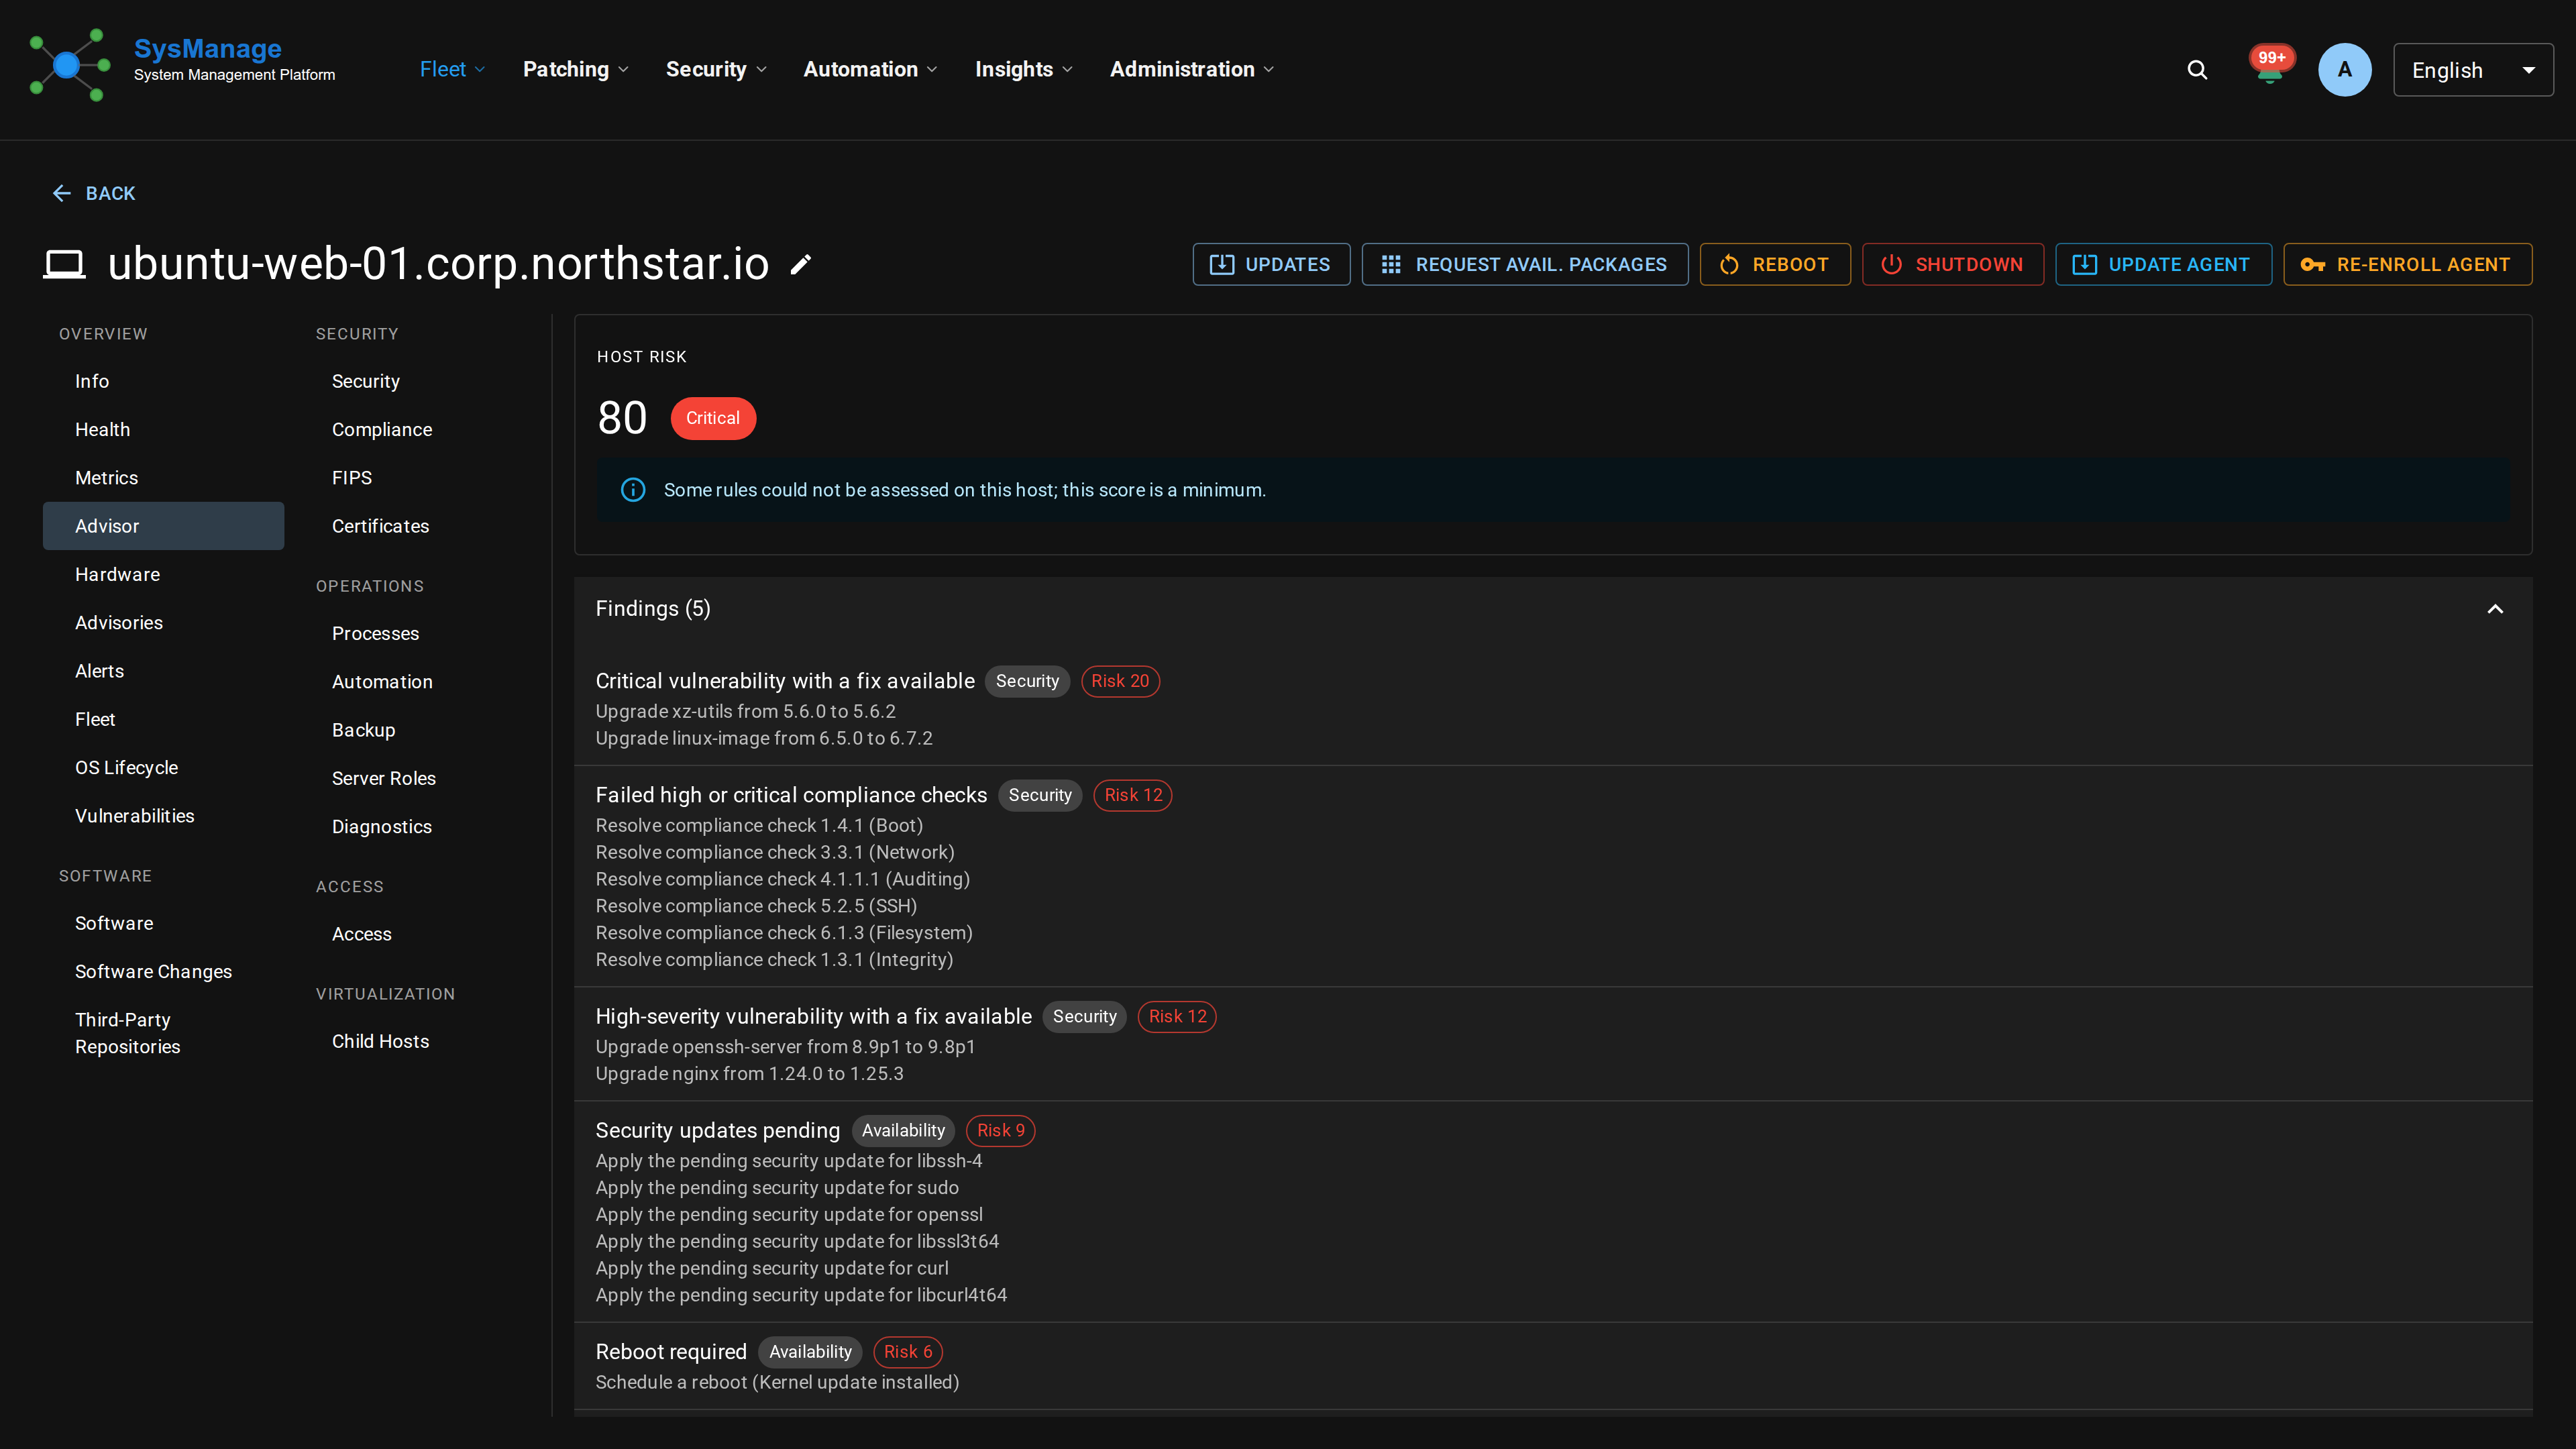 SysManage
System Management Platform
Fleet
Patching
Security
Automation
Insights
Administration
99+
A
English
BACK
ubuntu-web-01.corp.northstar.io
UPDATES
REQUEST AVAIL. PACKAGES
REBOOT
SHUTDOWN
UPDATE AGENT
RE-ENROLL AGENT
OVERVIEW
Info
Health
Metrics
Advisor
Hardware
Advisories
Alerts
Fleet
OS Lifecycle
Vulnerabilities
SOFTWARE
Software
Software Changes
Third-Party
Repositories
SECURITY
Security
Compliance
FIPS
Certificates
OPERATIONS
Processes
Automation
Backup
Server Roles
Diagnostics
ACCESS
Access
VIRTUALIZATION
Child Hosts
HOST RISK
80 Critical
Some rules could not be assessed on this host; this score is a minimum.
Findings (5)
Critical vulnerability with a fix available Security Risk 20
Upgrade xz-utils from 5.6.0 to 5.6.2
Upgrade linux-image from 6.5.0 to 6.7.2
Failed high or critical compliance checks Security Risk 12
Resolve compliance check 1.4.1 (Boot)
Resolve compliance check 3.3.1 (Network)
Resolve compliance check 4.1.1.1 (Auditing)
Resolve compliance check 5.2.5 (SSH)
Resolve compliance check 6.1.3 (Filesystem)
Resolve compliance check 1.3.1 (Integrity)
High-severity vulnerability with a fix available Security Risk 12
Upgrade openssh-server from 8.9p1 to 9.8p1
Upgrade nginx from 1.24.0 to 1.25.3
Security updates pending Availability Risk 9
Apply the pending security update for libssh-4
Apply the pending security update for sudo
Apply the pending security update for openssl
Apply the pending security update for libssl3t64
Apply the pending security update for curl
Apply the pending security update for libcurl4t64
Reboot required Availability Risk 6
Schedule a reboot (Kernel update installed)